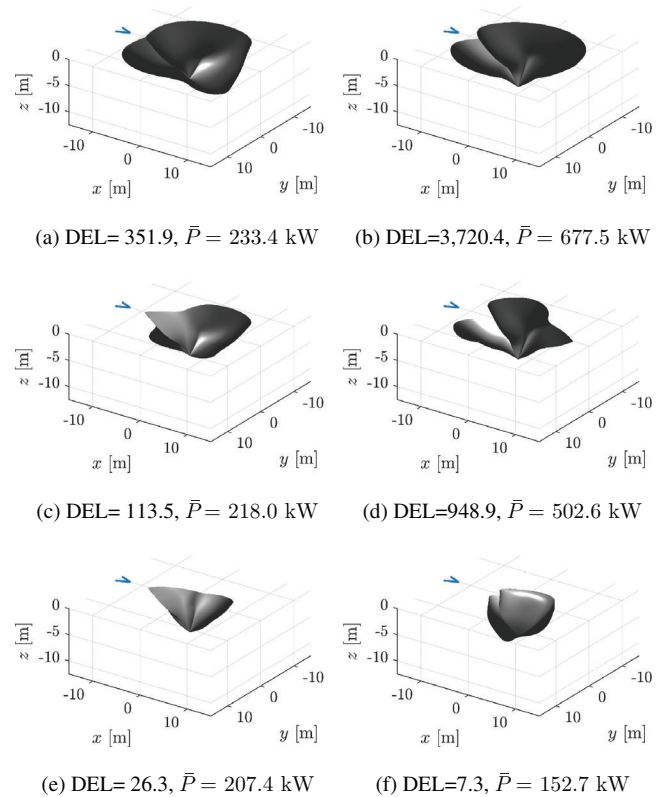 0
-5
-10
z [m]
-10
0
10
x [m]
10
0
-10
y [m]
0
-5
-10
z [m]
-10
0
10
x [m]
10
0
-10
y [m]
(a) DEL= 351.9, P̄ = 233.4 kW
(b) DEL=3,720.4, P̄ = 677.5 kW
0
-5
-10
z [m]
-10
0
10
x [m]
10
0
-10
y [m]
0
-5
-10
z [m]
-10
0
10
x [m]
10
0
-10
y [m]
(c) DEL= 113.5, P̄ = 218.0 kW
(d) DEL=948.9, P̄ = 502.6 kW
0
-5
-10
z [m]
-10
0
10
x [m]
10
0
-10
y [m]
0
-5
-10
z [m]
-10
0
10
x [m]
10
0
-10
y [m]
(e) DEL= 26.3, P̄ = 207.4 kW
(f) DEL=7.3, P̄ = 152.7 kW